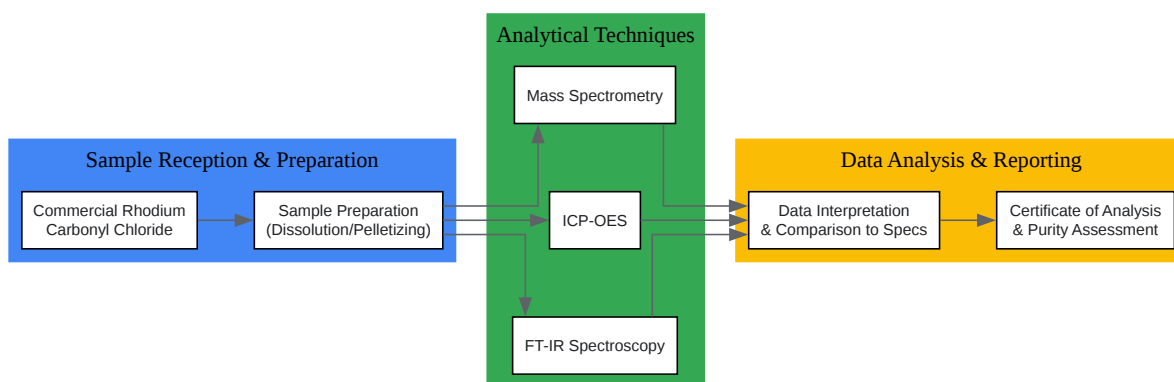 Analytical Techniques
Mass Spectrometry
Sample Reception & Preparation
Data Analysis & Reporting
Commercial Rhodium
Carbonyl Chloride
Sample Preparation
(Dissolution/Pelletizing)
ICP-OES
Data Interpretation
& Comparison to Specs
Certificate of Analysis
& Purity Assessment
FT-IR Spectroscopy